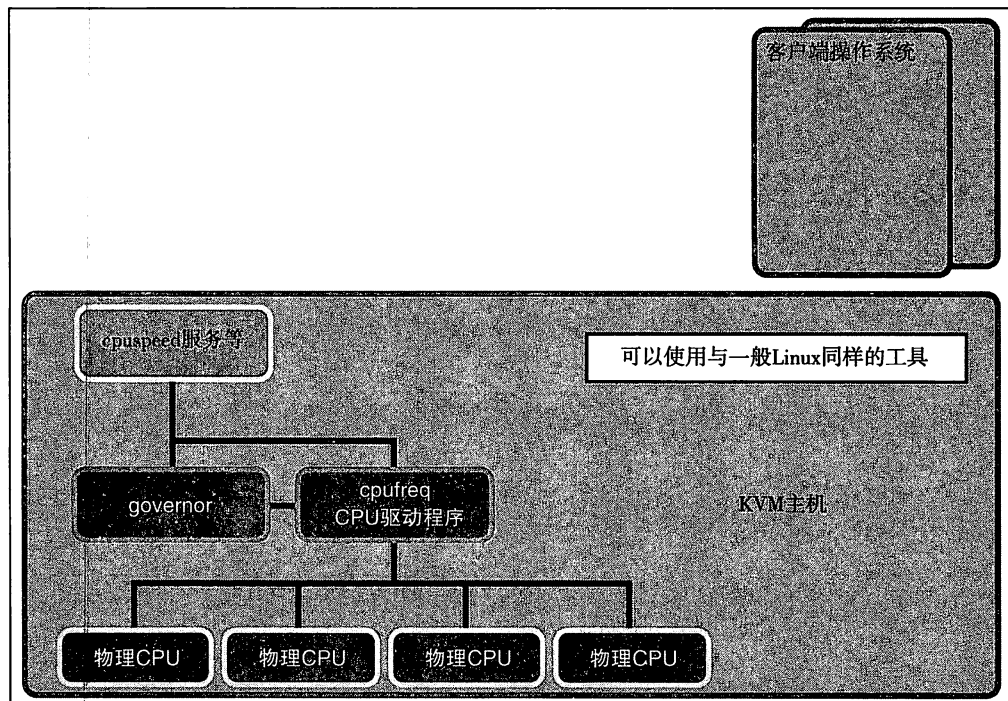 客户端操作系统
cpuspeed服务等
可以使用与一般Linux同样的工具
governor
cpufreq
CPU驱动程序
KVM主机
物理CPU
物理CPU
物理CPU
物理CPU